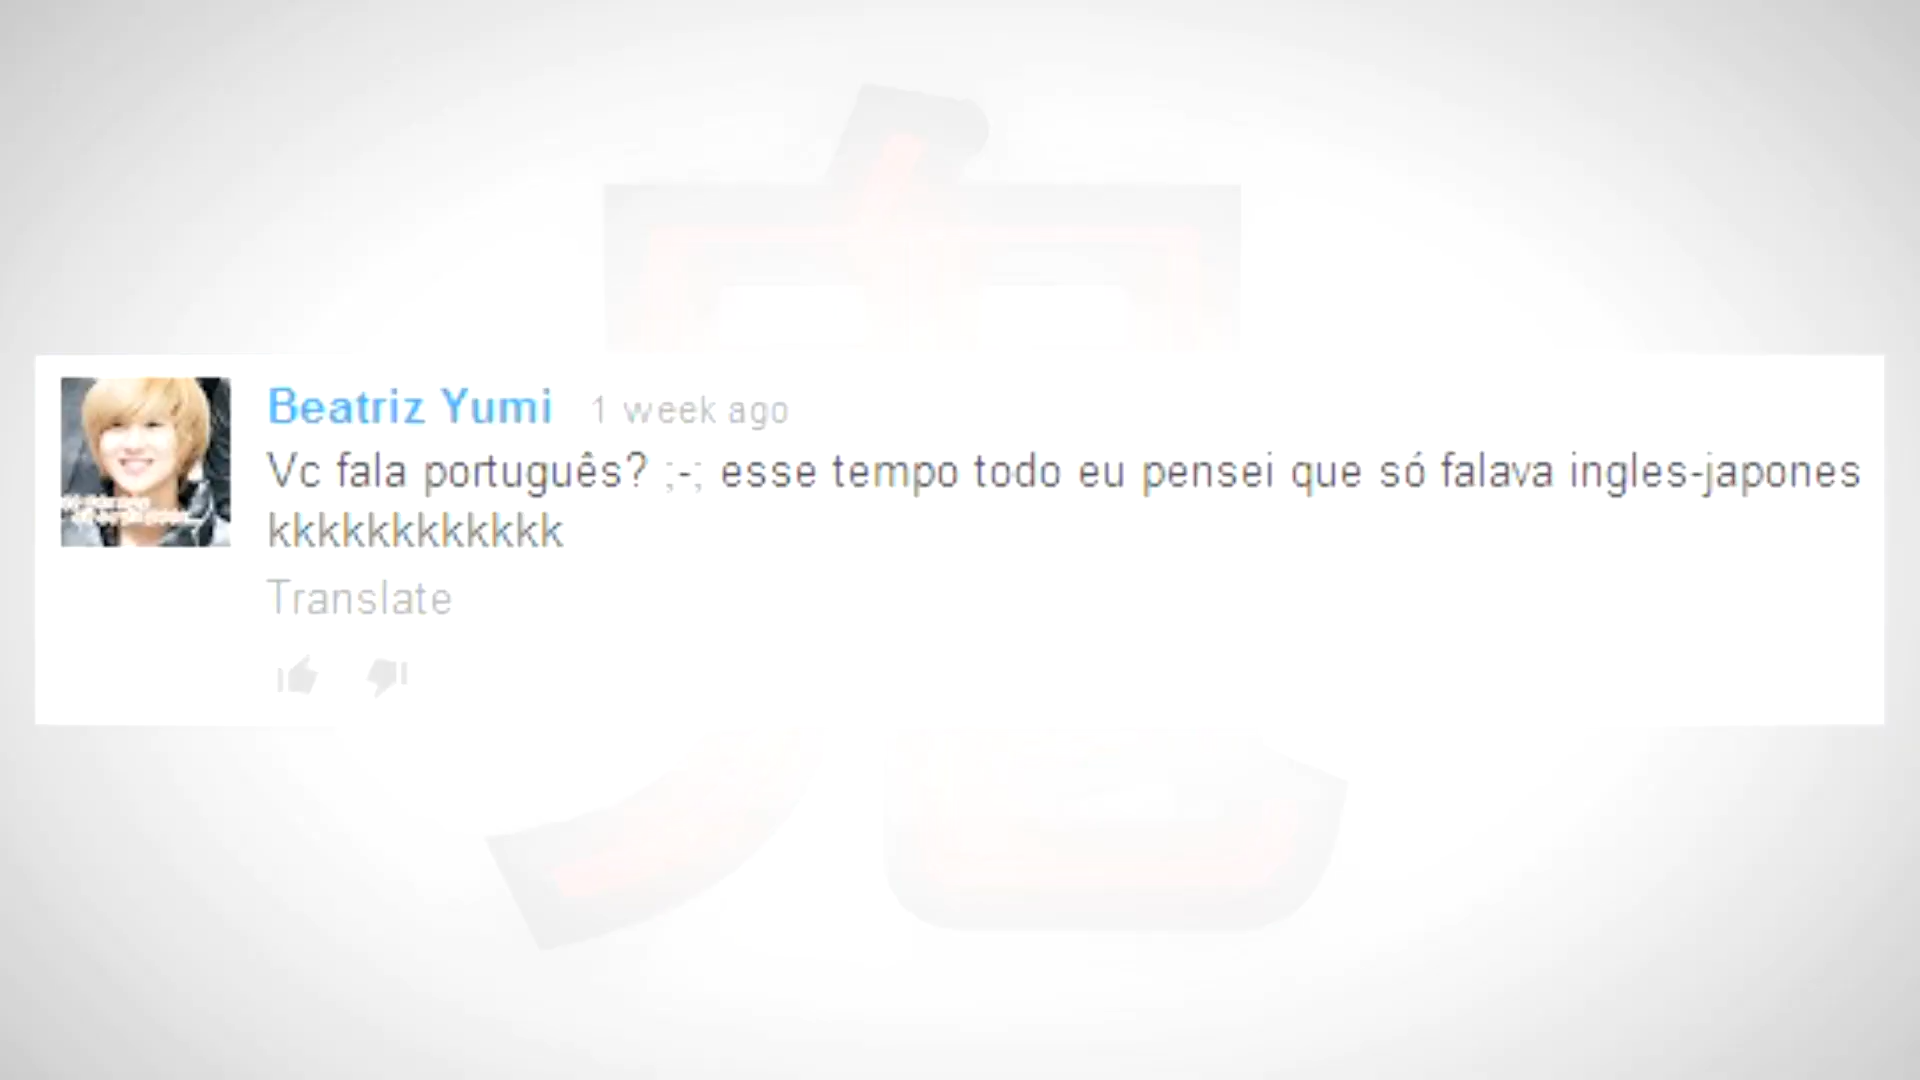 Beatriz Yumi 1 week ago
Vc fala português? ;-; esse tempo todo eu pensei que só falava ingles-japones
kkkkkkkkkkkk
Translate